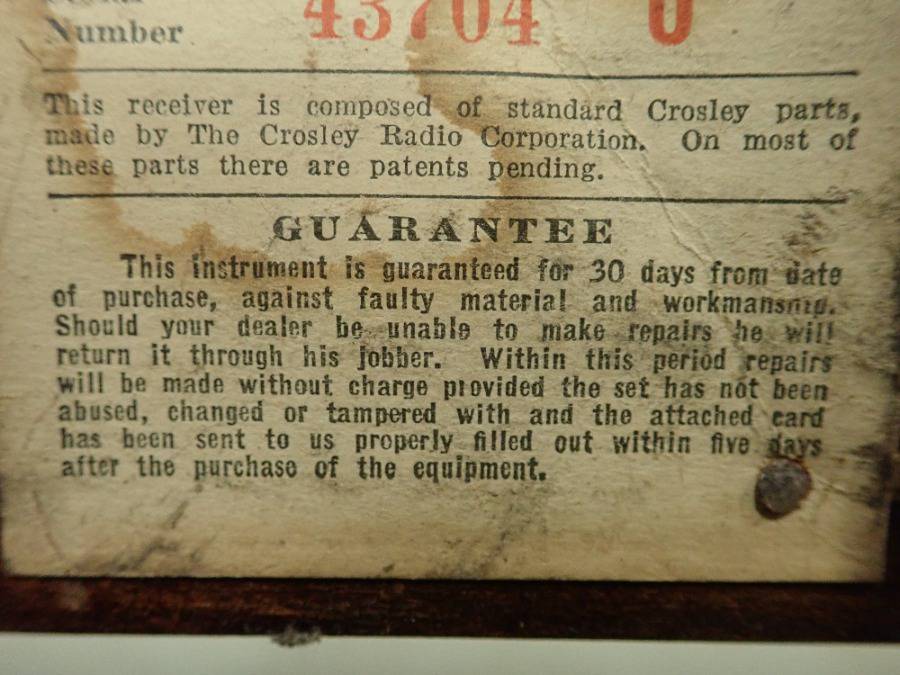 Number 43704 U
This receiver is composed of standard Crosley parts,
made by The Crosley Radio Corporation. On most of
these parts there are patents pending.
GUARANTEE
This instrument is guaranteed for 30 days from date
of purchase, against faulty material and workmanship.
Should your dealer be unable to make repairs he will
return it through his jobber. Within this period repairs
will be made without charge provided the set has not been
abused, changed or tampered with and the attached card
has been sent to us properly filled out within five days
after the purchase of the equipment.